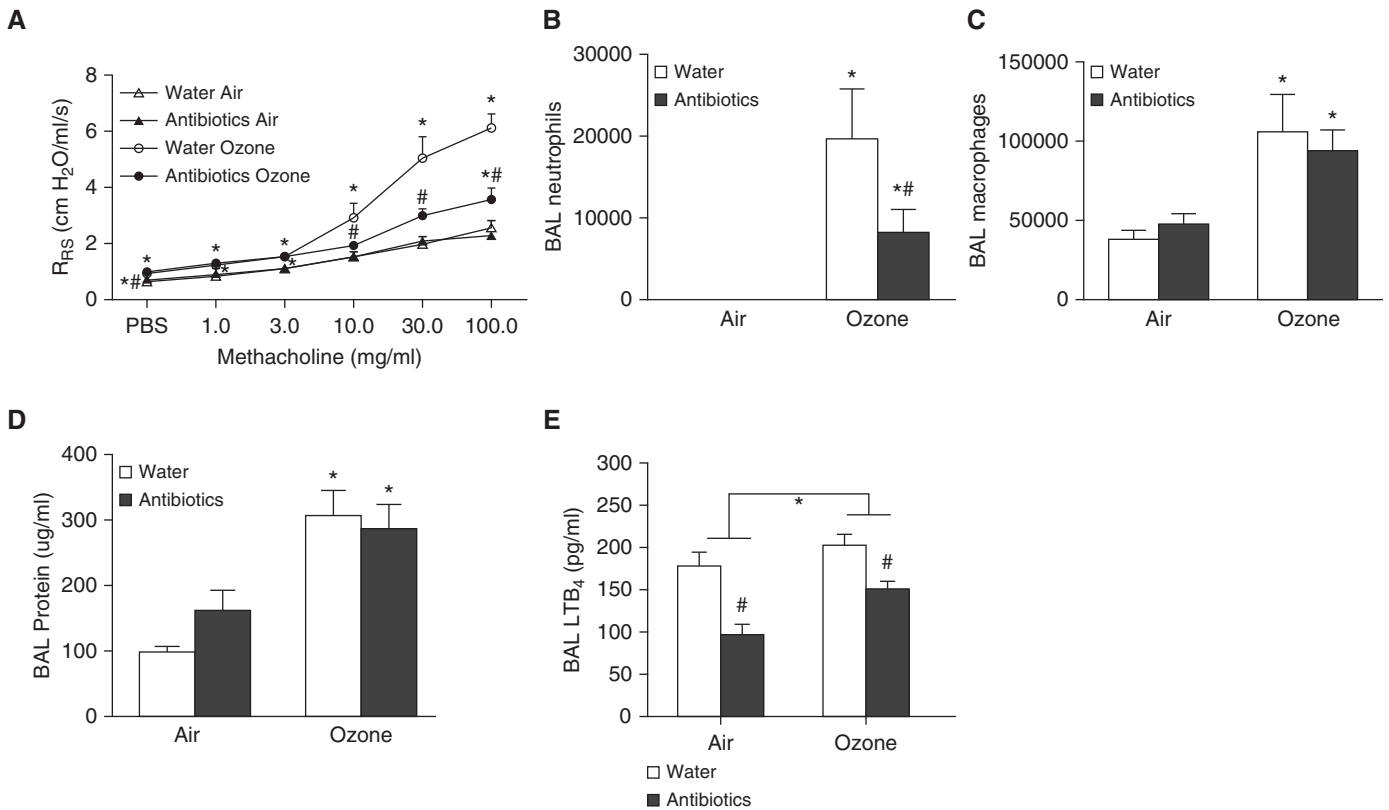 A
R_RS (cm H₂O/ml/s)
8
6
4
2
0
Water Air
Antibiotics Air
Water Ozone
Antibiotics Ozone
* * * * * *
# # *#
*# * *
PBS 1.0 3.0 10.0 30.0 100.0
Methacholine (mg/ml)
B
BAL neutrophils
30000
20000
10000
0
Water
Antibiotics
*
*#
Air Ozone
C
BAL macrophages
150000
100000
50000
0
Water
Antibiotics
*
*
Air Ozone
D
BAL Protein (ug/ml)
400
300
200
100
0
Water
Antibiotics
* *
Air Ozone
E
BAL LTB₄ (pg/ml)
300
250
200
150
100
50
0
*
#
#
Air Ozone
Water
Antibiotics